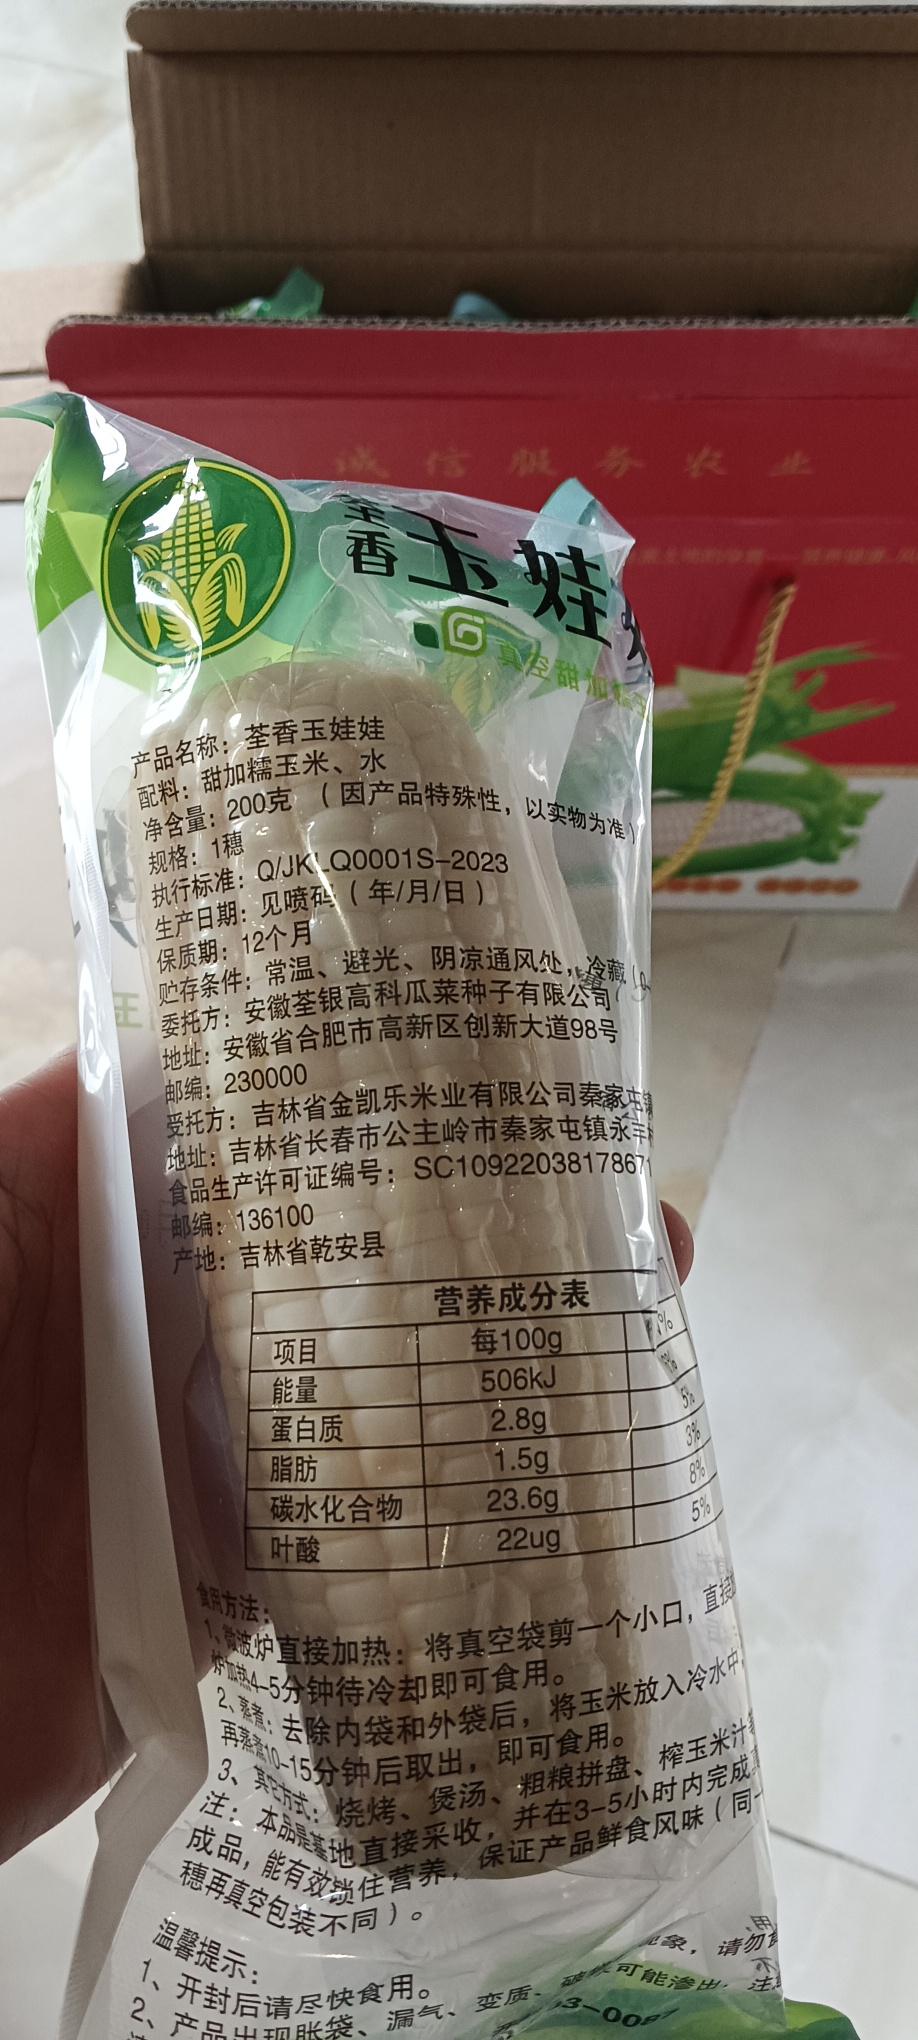 诚信服务农业
荃香
玉娃
真空甜加糯玉
产品名称：荃香玉娃娃
配料：甜加糯玉米、水
净含量：200克（因产品特殊性，以实物为准）
规格：1穗
执行标准：Q/JKLQ0001S-2023
生产日期：见喷码（年/月/日）
保质期：12个月
贮存条件：常温、避光、阴凉通风处，冷藏
委托方：安徽荃银高科瓜菜种子有限公司
地址：安徽省合肥市高新区创新大道98号
邮编：230000
受托方：吉林省金凯乐米业有限公司秦家屯镇
地址：吉林省长春市公主岭市秦家屯镇永丰村
食品生产许可证编号：SC1092203817867
邮编：136100
产地：吉林省乾安县
营养成分表
项目 每100g %
能量 506kJ %
蛋白质 2.8g 5%
脂肪 1.5g 3%
碳水化合物 23.6g 8%
叶酸 22ug 5%
食用方法：
1、微波炉直接加热：将真空袋剪一个小口，直接
炉加热4-5分钟待冷却即可食用。
2、蒸煮：去除内袋和外袋后，将玉米放入冷水中，
再蒸煮10-15分钟后取出，即可食用。
3、其它方式：烧烤、煲汤、粗粮拼盘、榨玉米汁
注：本品是基地直接采收，并在3-5小时内完成
成品，能有效锁住营养，保证产品鲜食风味（同一
穗再真空包装不同）。
温馨提示：
1、开封后请尽快食用。
2、产品出现胀袋、漏气、变质、破 现象，请勿食
可能渗出 注